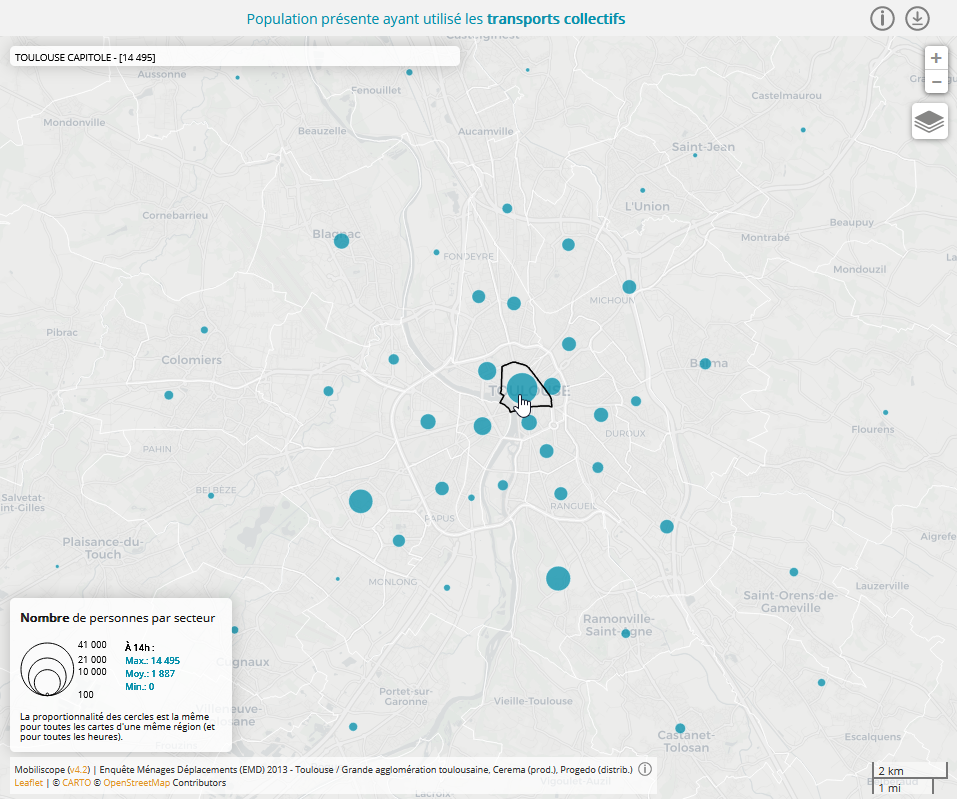 Population présente ayant utilisé les transports collectifs
TOULOUSE CAPITOLE - [14 495]
Aussonne
Fenouillet
Castelmaurou
Mondonville
Beauzelle
Aucamville
Saint-Jean
L'Union
Cornebarrieu
Beaupuy
Blagnac
Montrabé
FONDEYRE
Mondouzil
MICHOUN
Pibrac
Colomiers
Balma
TOULOUSE
Flourens
DUROUX
PAHIN
BELBÈZE
Salvetat-
int-Gilles
RANGUEIL
PAPUS
Plaisance-du-
Touch
MONLONG
Lauzerville
Saint-Orens-de-
Gameville
Ramonville-
Saint-Agne
Cugnaux
Portet-sur-
Garonne
Vieille-Toulouse
Castanet-
Tolosan
Escalquens
+
−
Nombre de personnes par secteur
41 000
21 000
10 000
100
À 14h :
Max.: 14 495
Moy.: 1 887
Min.: 0
La proportionnalité des cercles est la même
pour toutes les cartes d'une même région (et
pour toutes les heures).
Mobiliscope (v4.2) | Enquête Ménages Déplacements (EMD) 2013 - Toulouse / Grande agglomération toulousaine, Cerema (prod.), Progedo (distrib.)
Leaflet | © CARTO © OpenStreetMap Contributors
2 km
1 mi